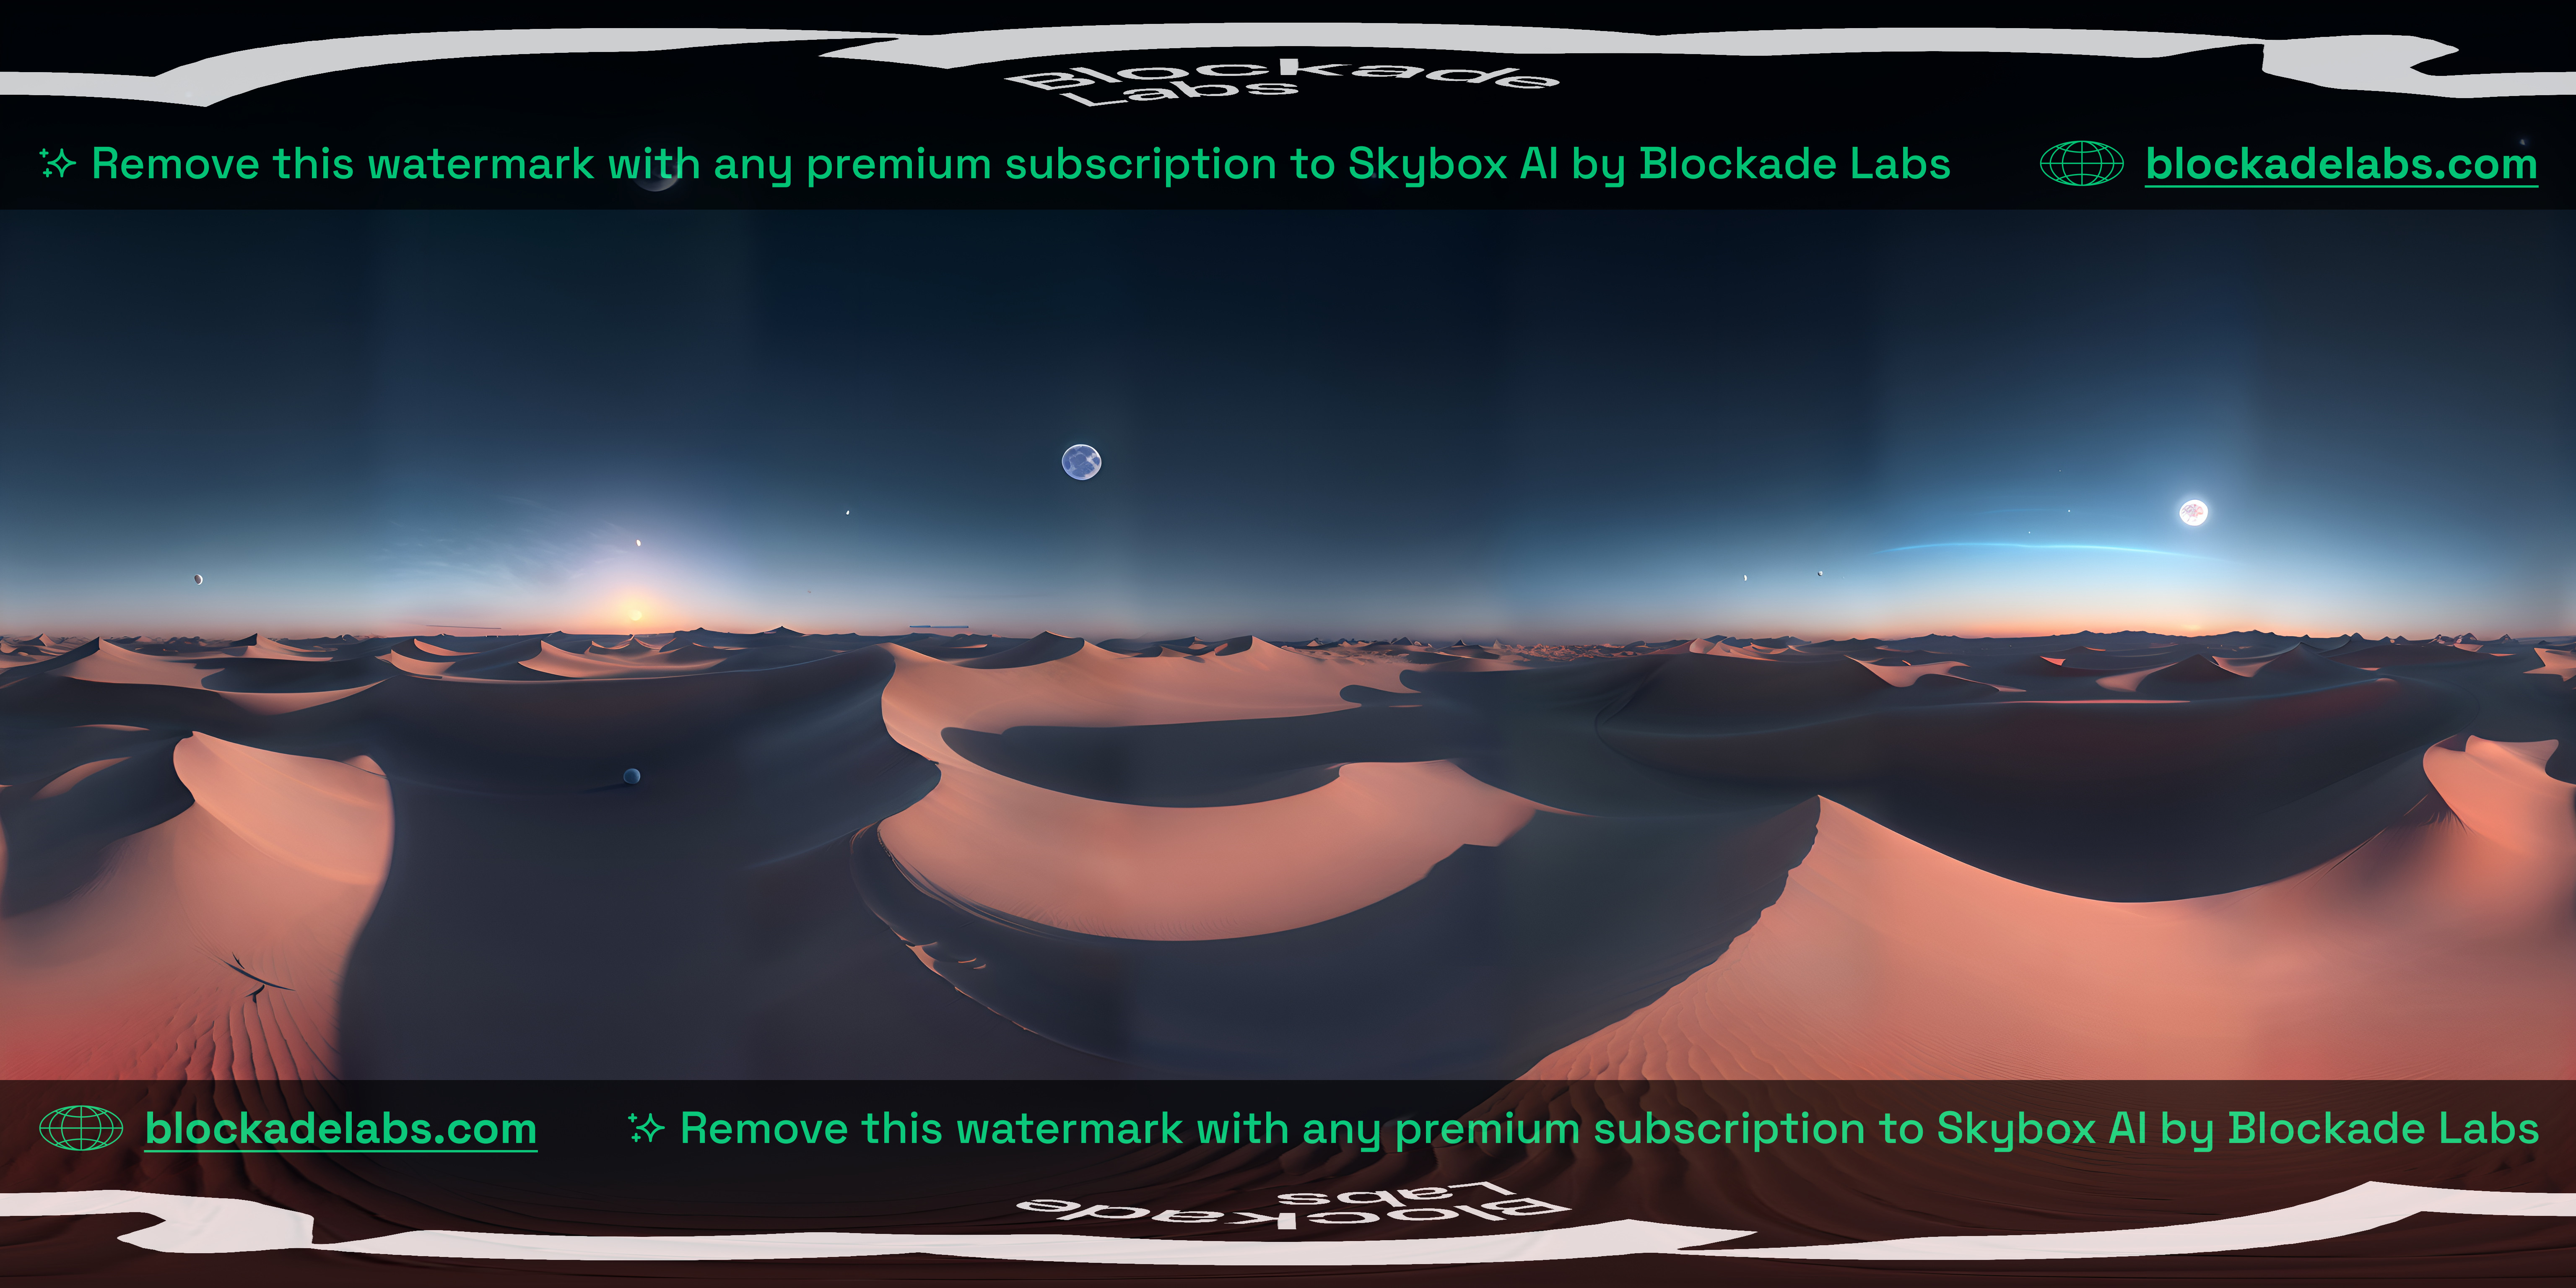 Blockade
Labs
Remove this watermark with any premium subscription to Skybox AI by Blockade Labs
blockadelabs.com
blockadelabs.com
Remove this watermark with any premium subscription to Skybox AI by Blockade Labs
Labs
Blockade